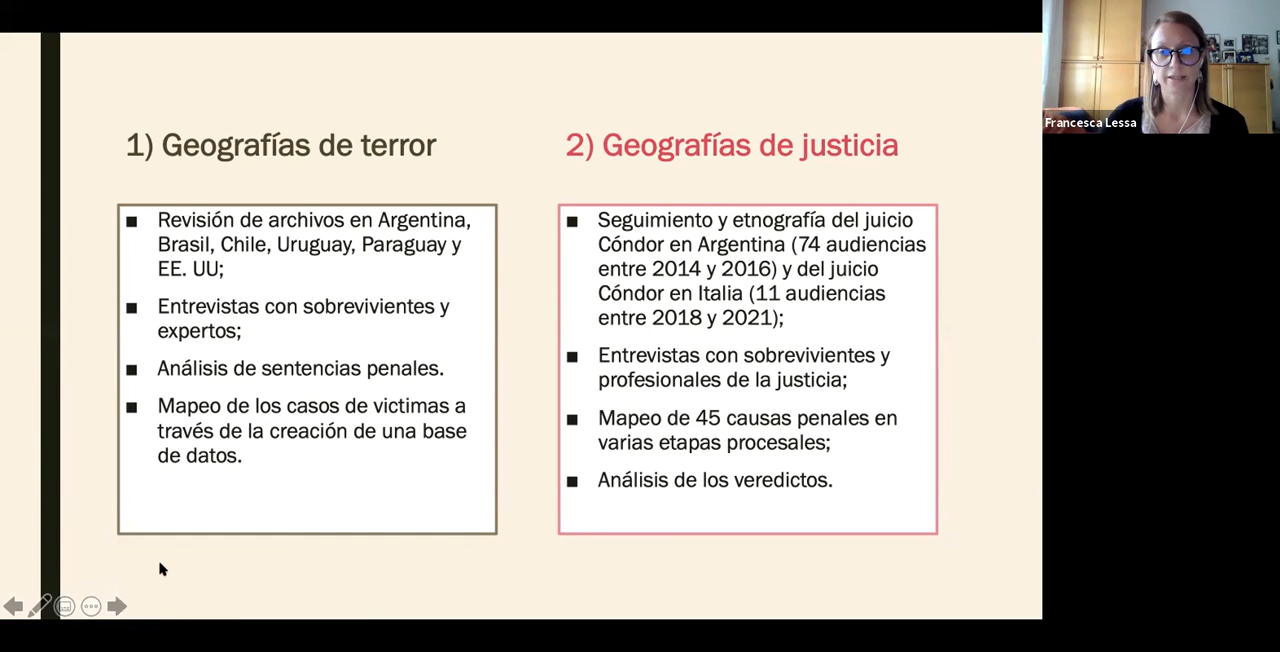 1) Geografías de terror
■ Revisión de archivos en Argentina,
Brasil, Chile, Uruguay, Paraguay y
EE. UU;
■ Entrevistas con sobrevivientes y
expertos;
■ Análisis de sentencias penales.
■ Mapeo de los casos de victimas a
través de la creación de una base
de datos.
2) Geografías de justicia
■ Seguimiento y etnografía del juicio
Cóndor en Argentina (74 audiencias
entre 2014 y 2016) y del juicio
Cóndor en Italia (11 audiencias
entre 2018 y 2021);
■ Entrevistas con sobrevivientes y
profesionales de la justicia;
■ Mapeo de 45 causas penales en
varias etapas procesales;
■ Análisis de los veredictos.
Francesca Lessa